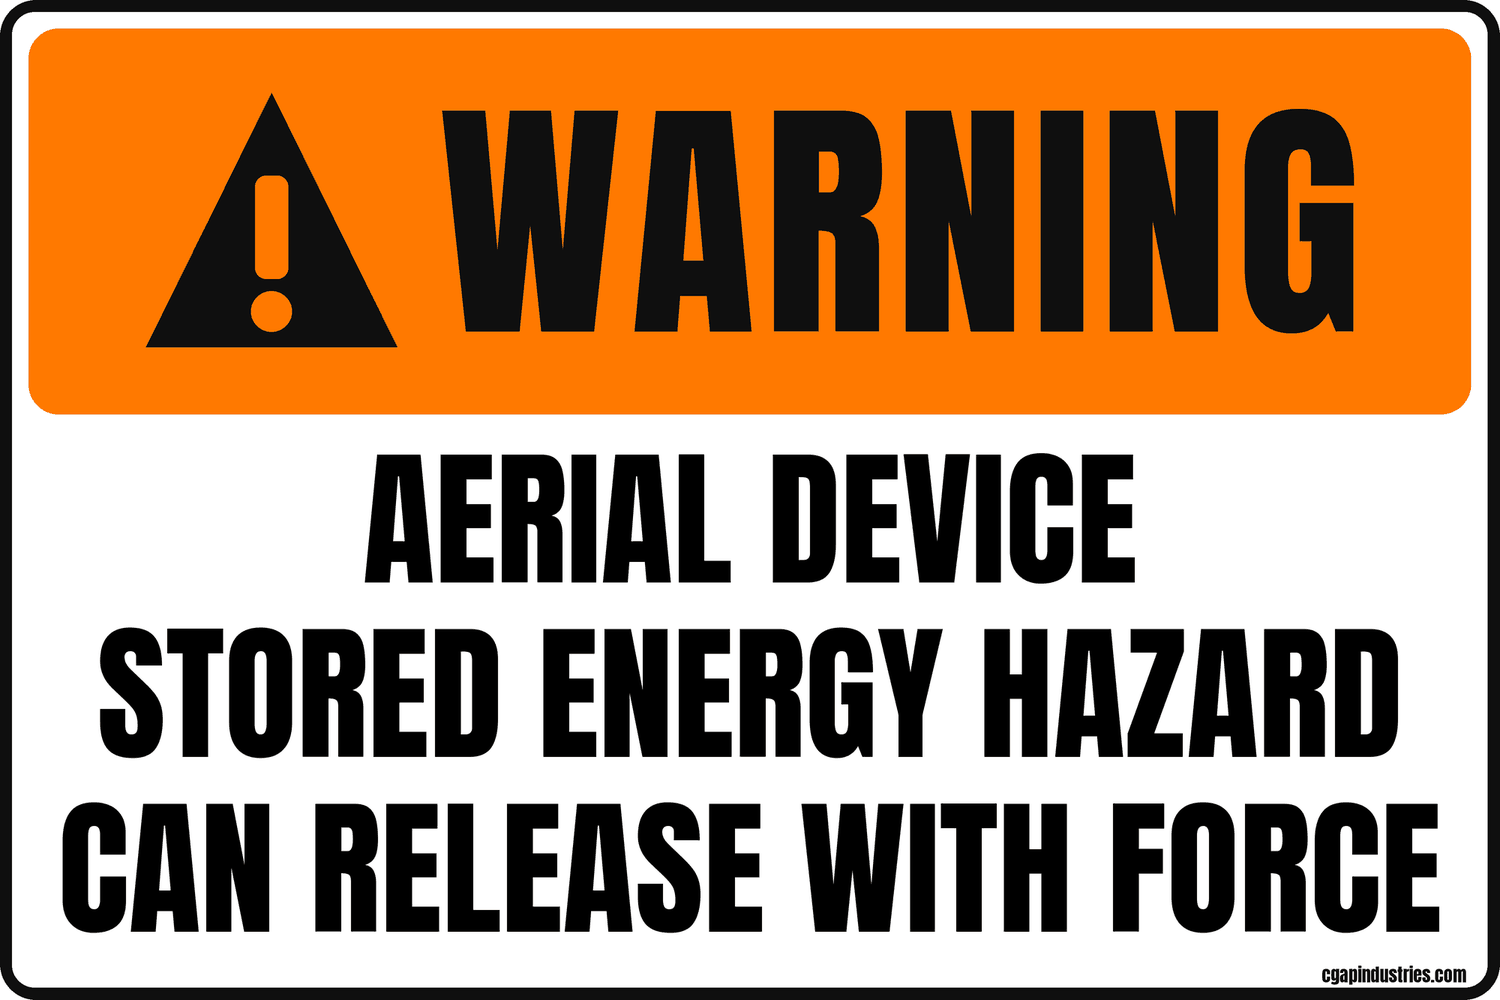 WARNING
AERIAL DEVICE
STORED ENERGY HAZARD
CAN RELEASE WITH FORCE
cgapindustries.com